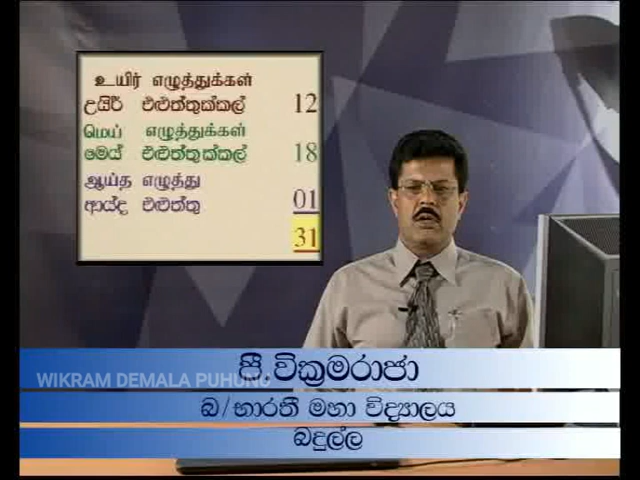 உயிர் எழுத்துக்கள்
උයිර් එළුත්තුක්කල් 12
மெய் எழுத்துக்கள்
මෙය් එළුත්තුක්කල් 18
ஆய்த எழுத்து
ආය්ද එළුත්තු 01
31
පී.වික්‍රමරාජා
WIKRAM DEMALA PUHUNU
බ/භාරතී මහා විද්‍යාලය
බදුල්ල